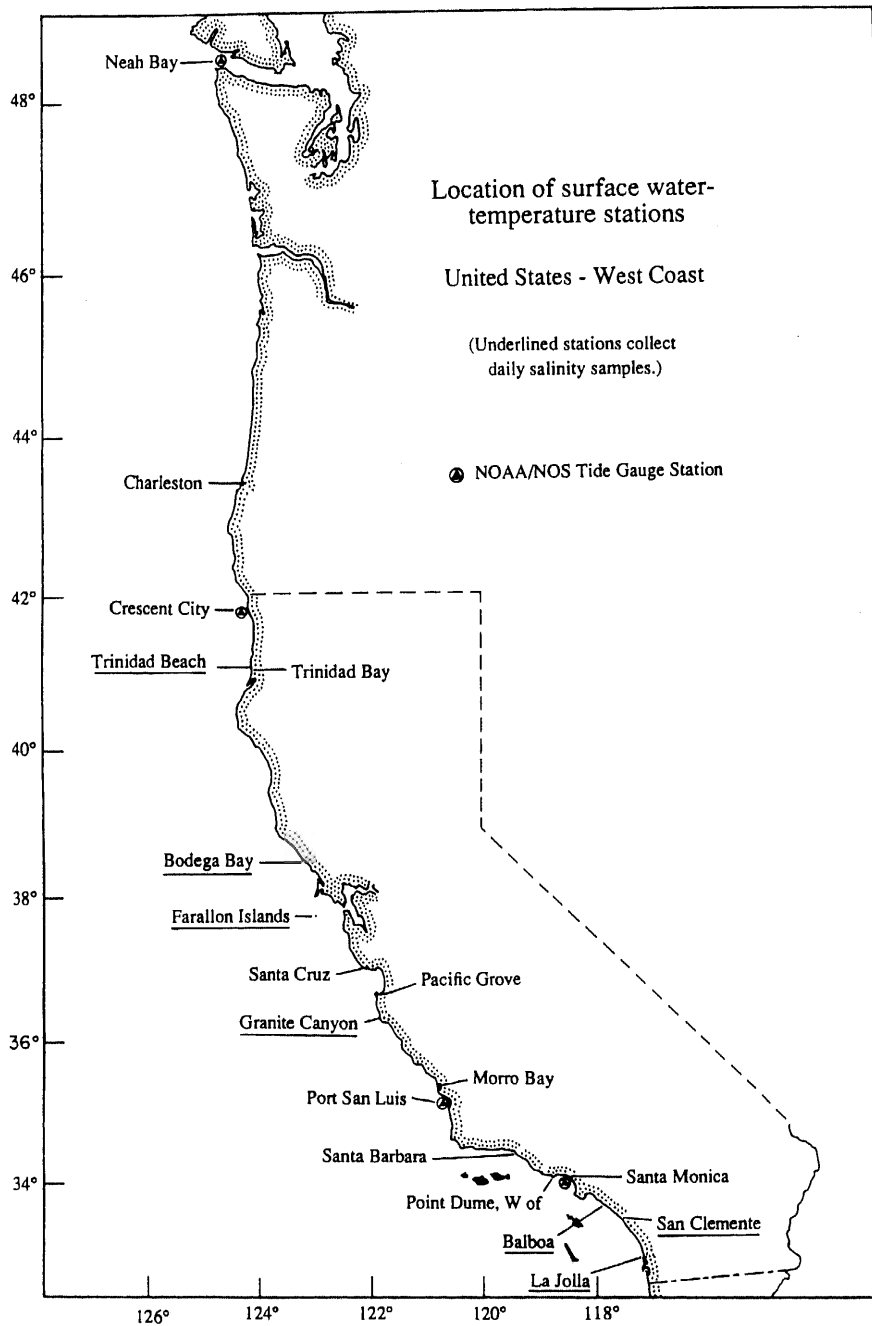 Neah Bay
48°
Location of surface water-
temperature stations
46°
United States - West Coast
(Underlined stations collect
daily salinity samples.)
44°
NOAA/NOS Tide Gauge Station
Charleston
42°
Crescent City
Trinidad Beach
Trinidad Bay
40°
Bodega Bay
38°
Farallon Islands
Santa Cruz
Pacific Grove
Granite Canyon
36°
Morro Bay
Port San Luis
Santa Barbara
Santa Monica
34°
Point Dume, W of
San Clemente
Balboa
La Jolla
126°
124°
122°
120°
118°